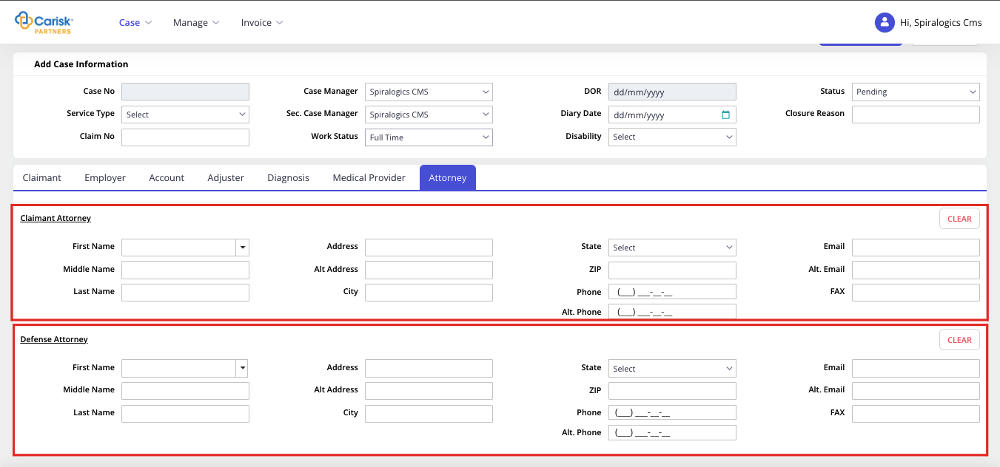 Carisk
PARTNERS
Case
Manage
Invoice
Hi, Spiralogics Cms
Add Case Information
Case No
Case Manager
Spiralogics CMS
DOR
dd/mm/yyyy
Status
Pending
Service Type
Select
Sec. Case Manager
Spiralogics CMS
Diary Date
dd/mm/yyyy
Closure Reason
Claim No
Work Status
Full Time
Disability
Select
Claimant
Employer
Account
Adjuster
Diagnosis
Medical Provider
Attorney
Claimant Attorney
CLEAR
First Name
Address
State
Select
Email
Middle Name
Alt Address
ZIP
Alt. Email
Last Name
City
Phone
(___) ___-__-__
FAX
Alt. Phone
(___) ___-__-__
Defense Attorney
CLEAR
First Name
Address
State
Select
Email
Middle Name
Alt Address
ZIP
Alt. Email
Last Name
City
Phone
(___) ___-__-__
FAX
Alt. Phone
(___) ___-__-__